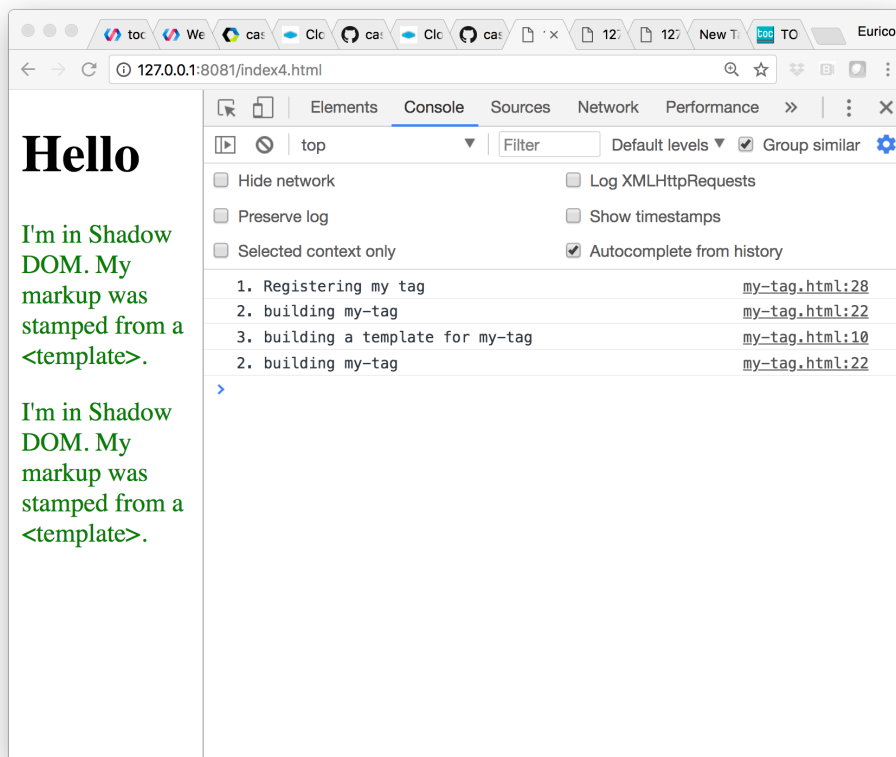 toc We cas Clo cas Clo cas ' × 127 127 New T TO Eurico
127.0.0.1:8081/index4.html
Elements Console Sources Network Performance »
top Filter Default levels Group similar
Hide network Log XMLHttpRequests
Preserve log Show timestamps
Selected context only Autocomplete from history
Hello
I'm in Shadow
DOM. My
markup was
stamped from a
<template>.
I'm in Shadow
DOM. My
markup was
stamped from a
<template>.
1. Registering my tag my-tag.html:28
2. building my-tag my-tag.html:22
3. building a template for my-tag my-tag.html:10
2. building my-tag my-tag.html:22